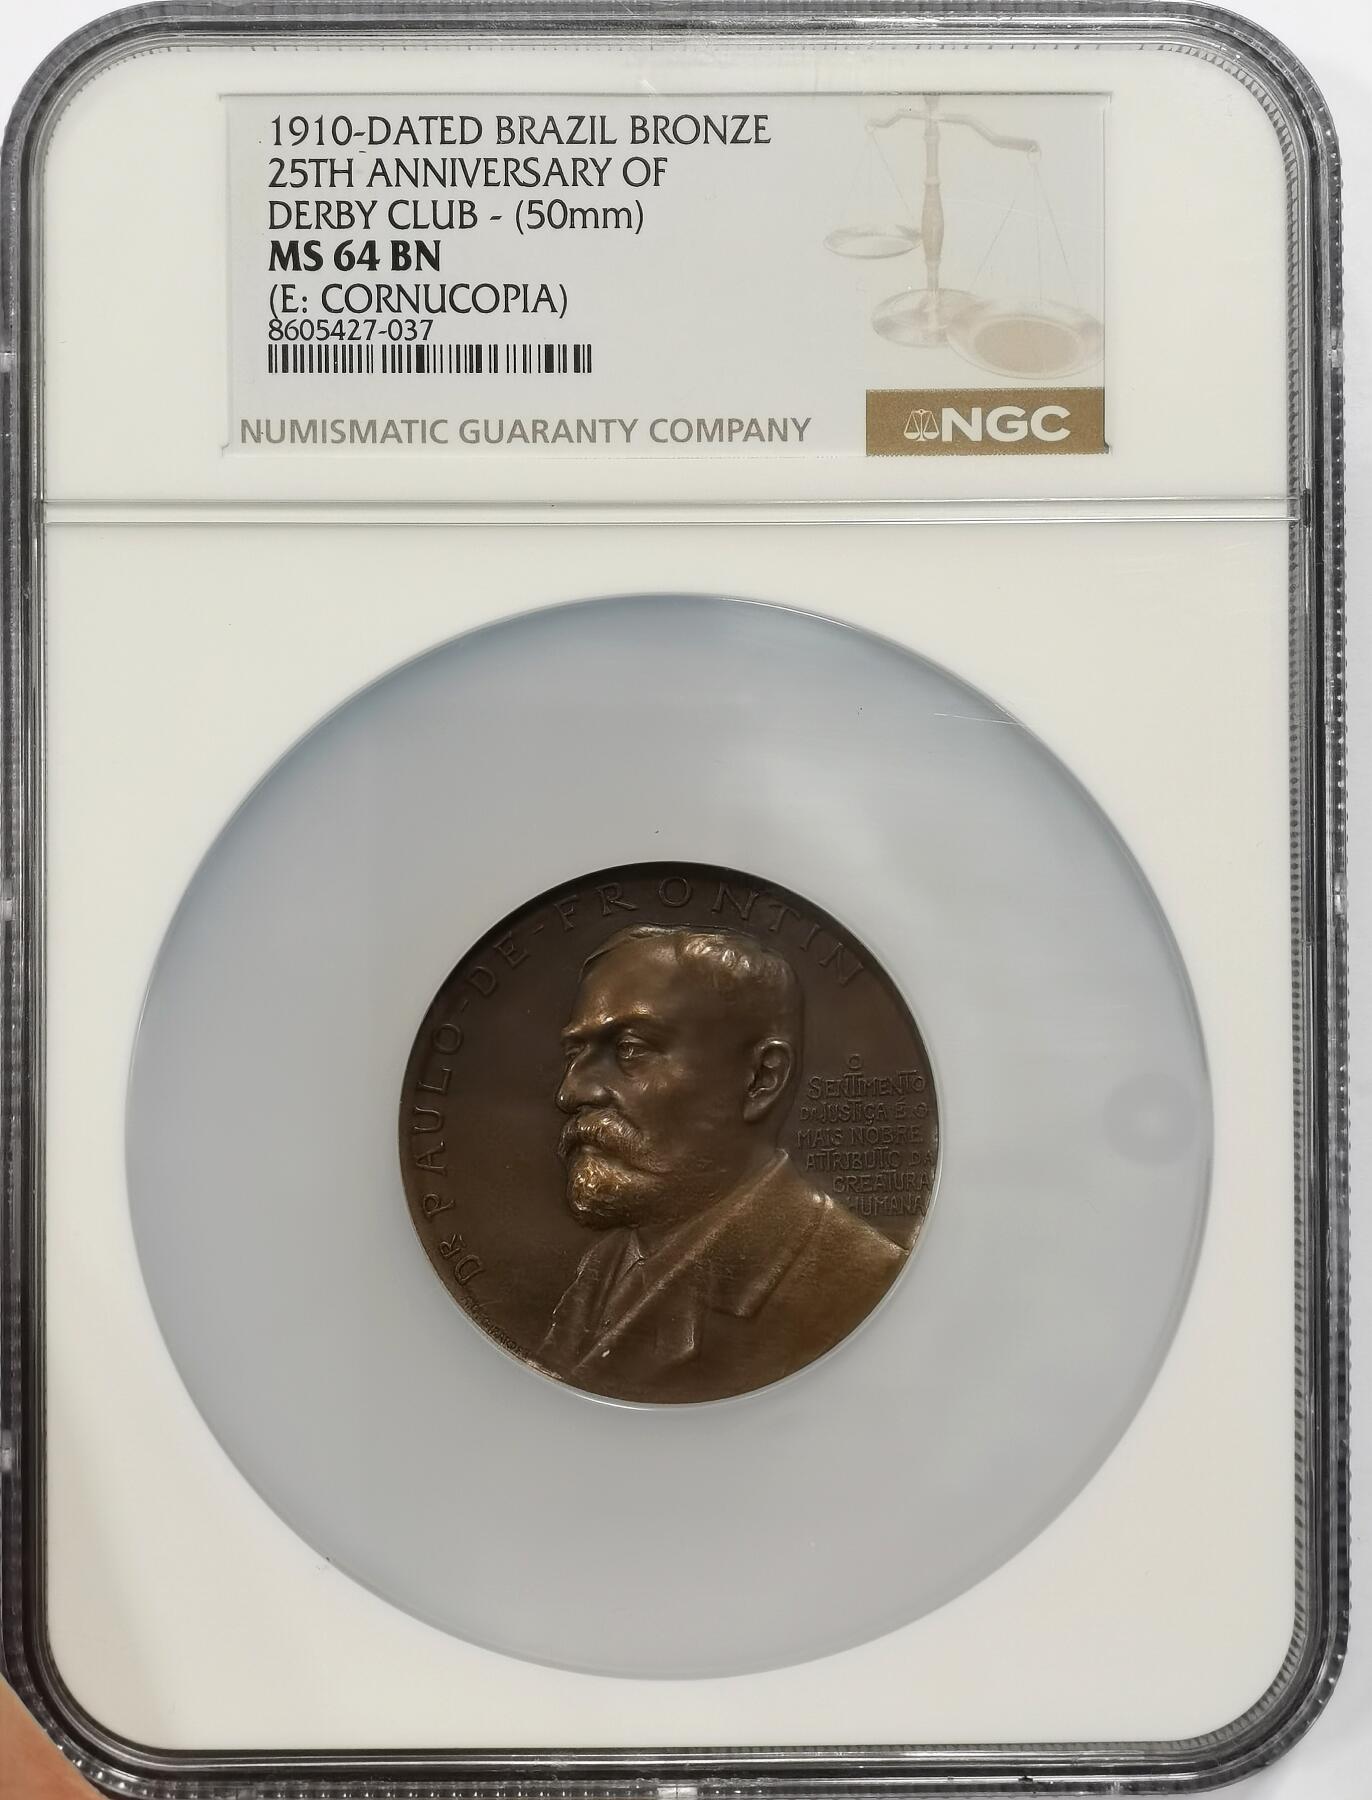 1910-DATED BRAZIL BRONZE
25TH ANNIVERSARY OF
DERBY CLUB - (50mm)
MS 64 BN
(E: CORNUCOPIA)
8605427-037
NUMISMATIC GUARANTY COMPANY
NGC
DR PAULO-DE-FRONTIN
O
SENTIMENTO
DA JUSTIÇA É O
MAIS NOBRE
ATTRIBUTO DA
CREATURA
HUMANA
GIRARDET